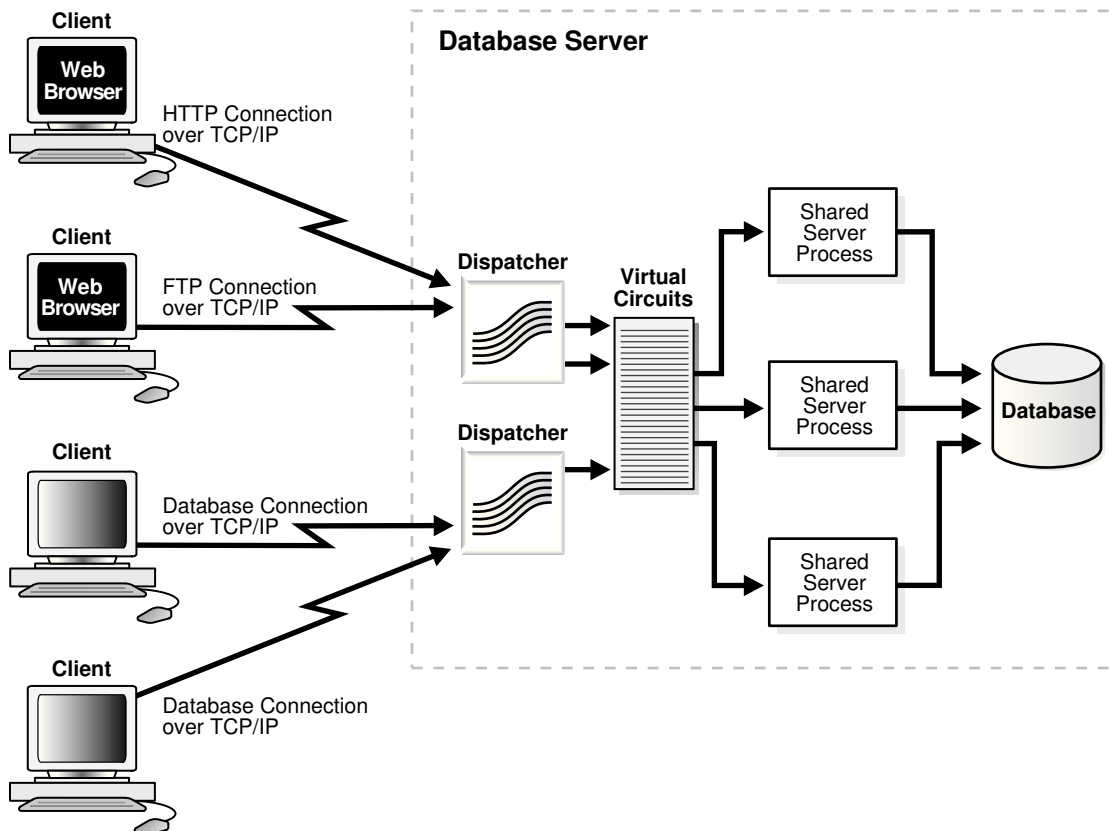 Client
Web
Browser
HTTP Connection
over TCP/IP
Client
Web
Browser
FTP Connection
over TCP/IP
Client
Database Connection
over TCP/IP
Client
Database Connection
over TCP/IP
Database Server
Dispatcher
Dispatcher
Virtual
Circuits
Shared
Server
Process
Shared
Server
Process
Shared
Server
Process
Database